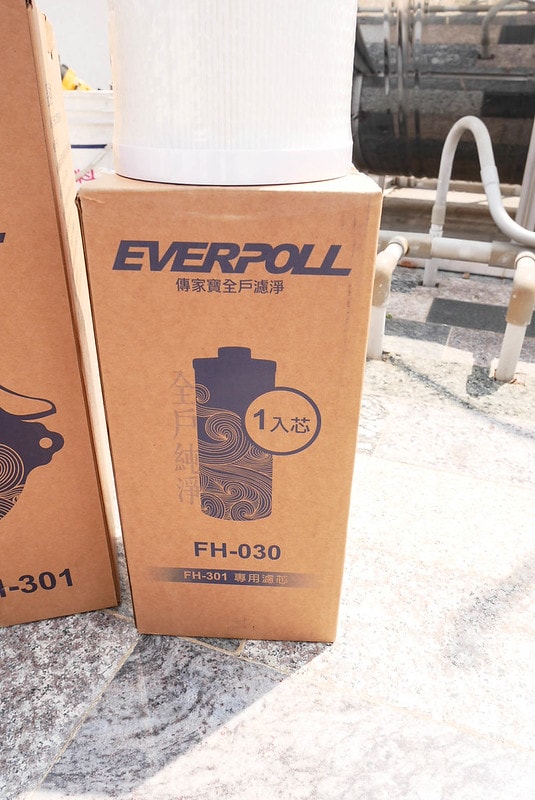 EVERPOLL
傳家寶全戶濾淨
全戶純淨
1入芯
FH-030
FH-301 專用濾芯
-301